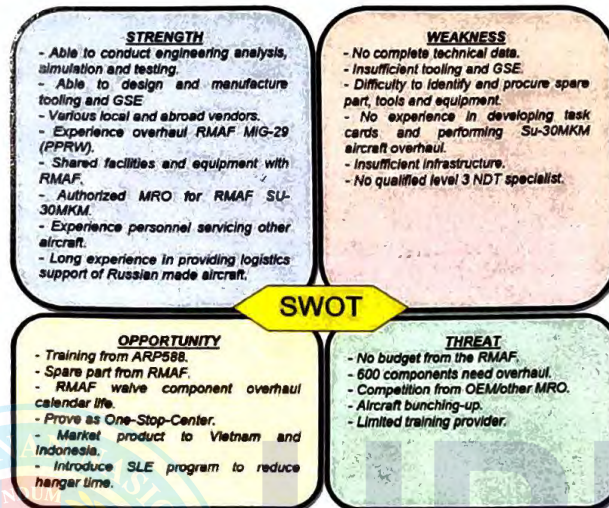 STRENGTH
- Able to conduct engineering analysis,
simulation and testing.
- Able to design and manufacture
tooling and GSE
- Various local and abroad vendors.
- Experience overhaul RMAF MIG-29
(PPRW).
- Shared facilities and equipment with
RMAF.
- Authorized MRO for RMAF SU-
30MKM.
- Experience personnel servicing other
aircraft.
- Long experience in providing logistics
support of Russian made aircraft.
WEAKNESS
- No complete technical data.
- Insufficient tooling and GSE.
- Difficulty to identify and procure spare
part, tools and equipment.
- No experience in developing task
cards and performing Su-30MKM
aircraft overhaul.
- Insufficient infrastructure.
- No qualified level 3 NDT specialist.
SWOT
OPPORTUNITY
- Training from ARP588.
- Spare part from RMAF.
- RMAF waive component overhaul
calendar life.
- Prove as One-Stop-Center.
- Market product to Vietnam and
Indonesia.
- Introduce SLE program to reduce
hangar time.
THREAT
- No budget from the RMAF.
- 600 components need overhaul.
- Competition from OEM/other MRO.
- Aircraft bunching-up.
- Limited training provider.